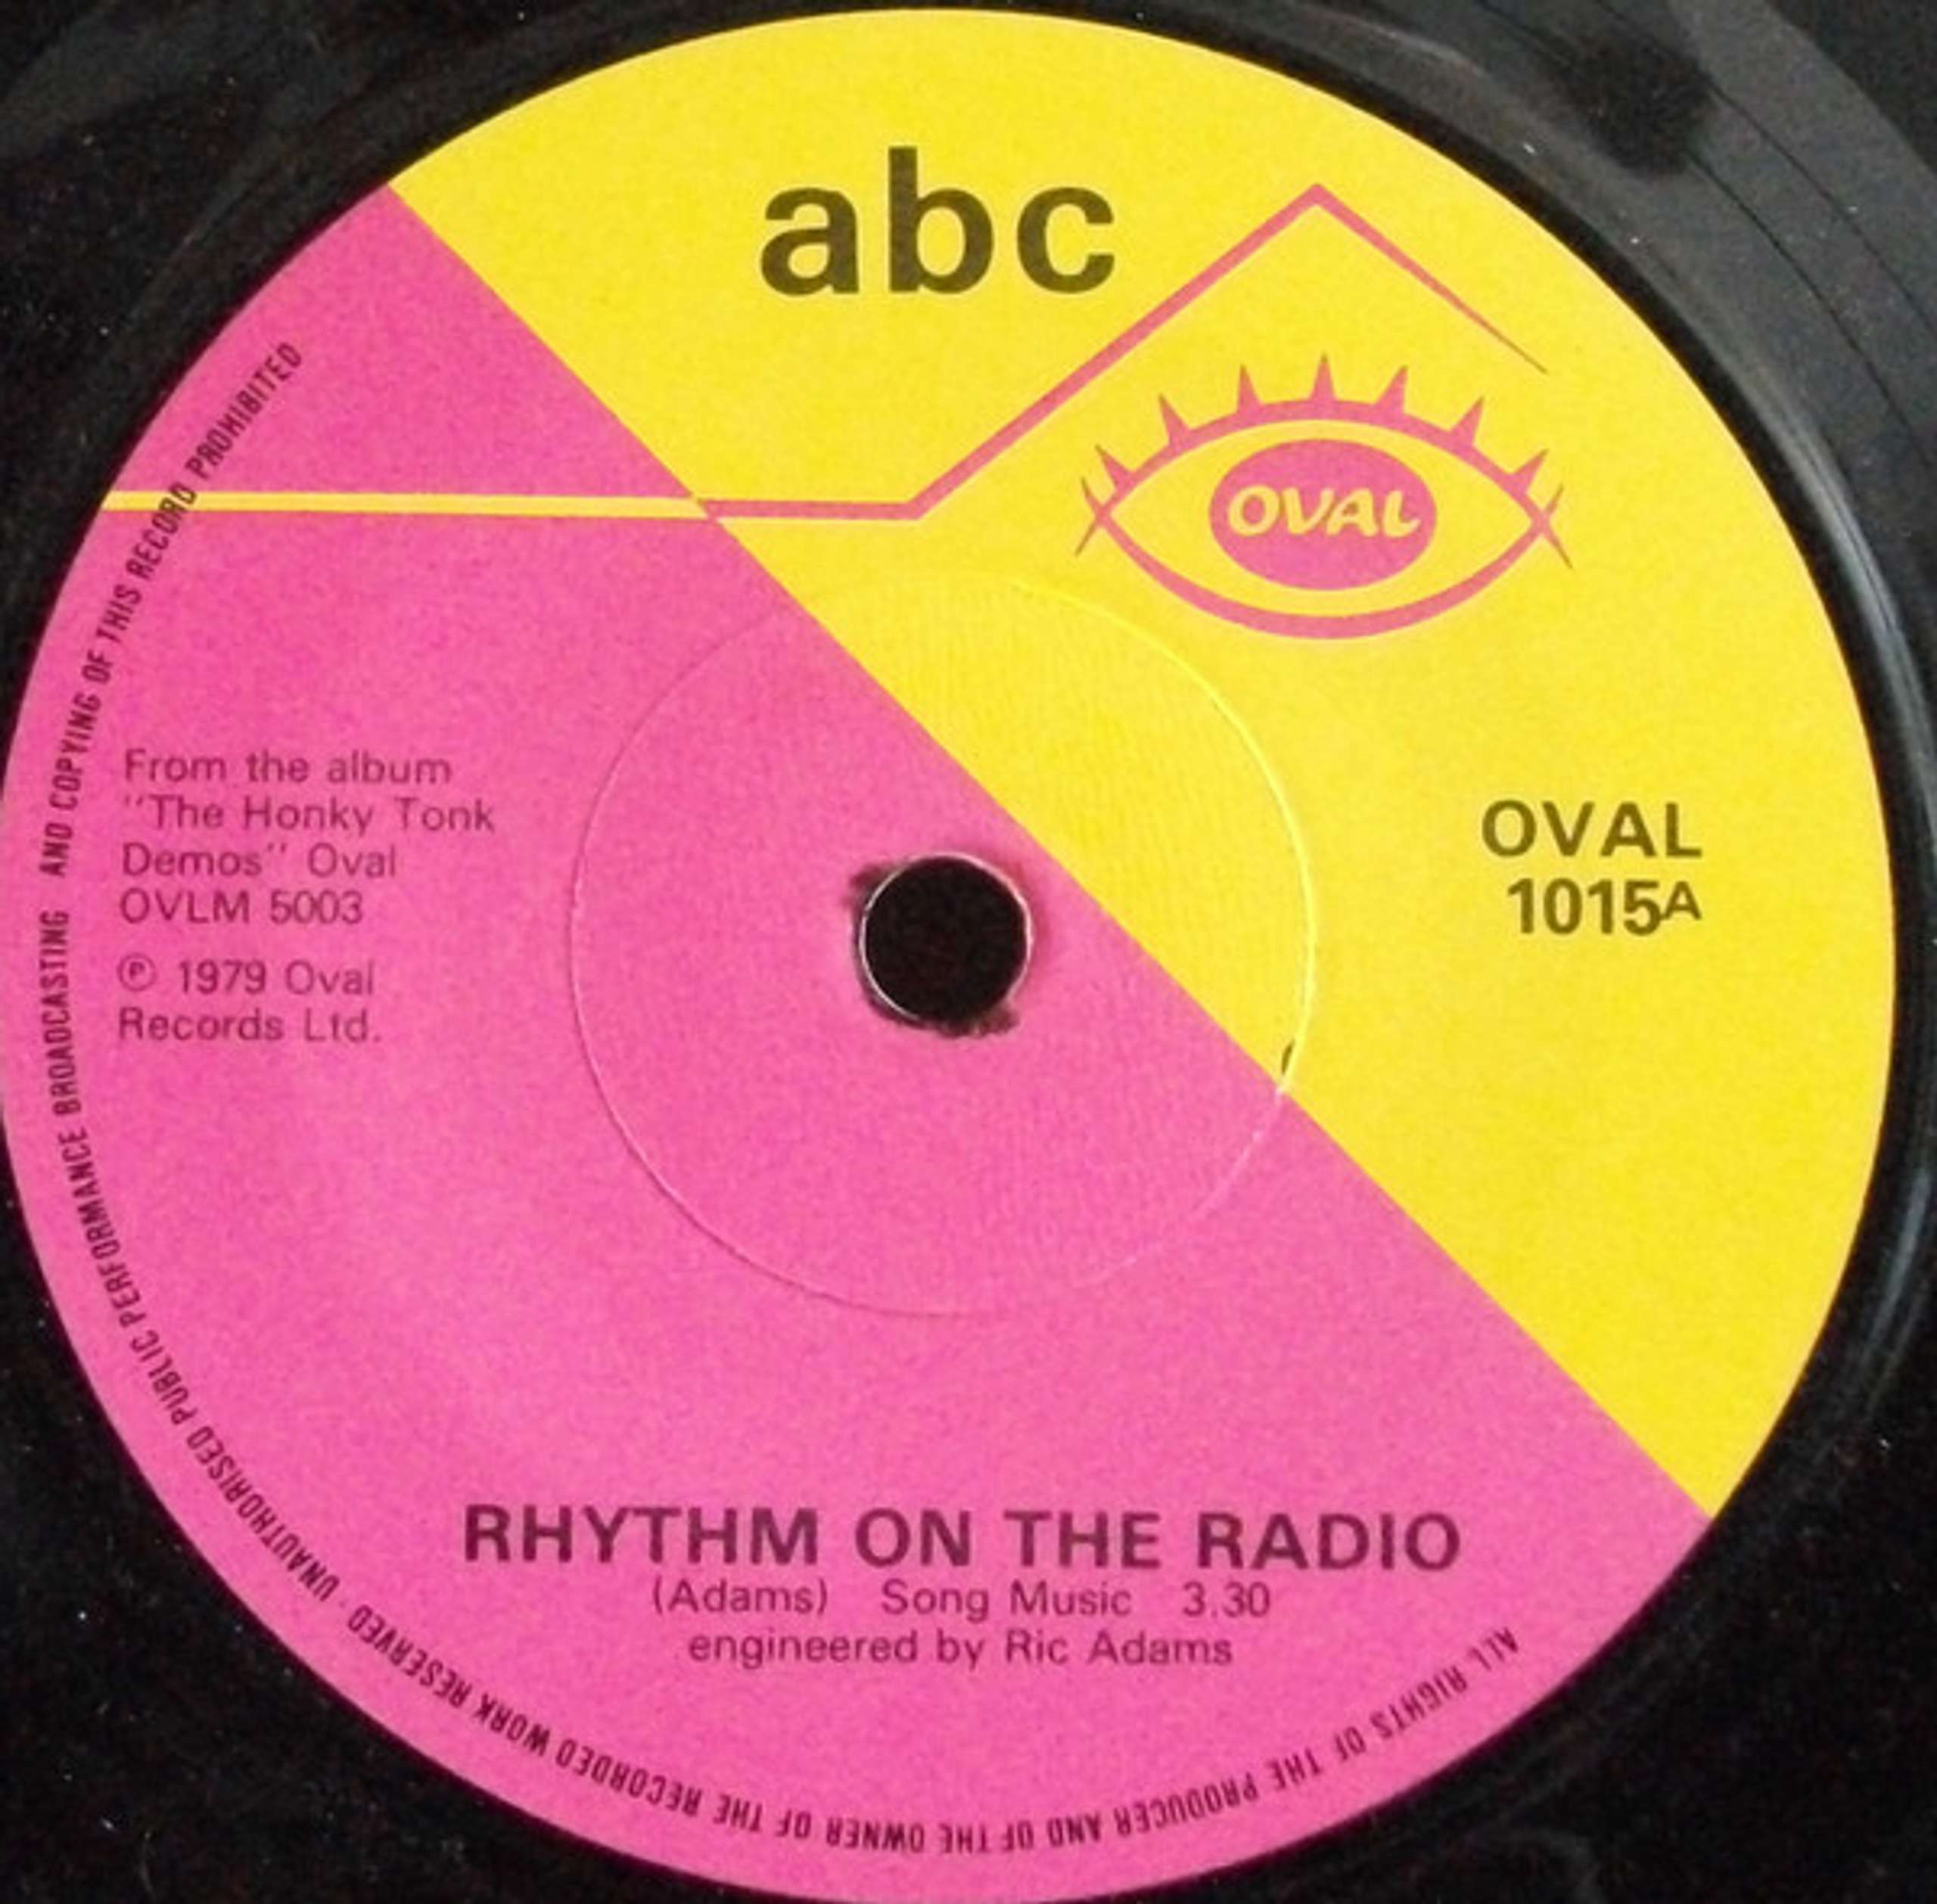 abc
OVAL
OVAL
1015A
From the album
"The Honky Tonk
Demos" Oval
OVLM 5003
℗ 1979 Oval
Records Ltd.
RHYTHM ON THE RADIO
(Adams) Song Music 3.30
engineered by Ric Adams
ALL RIGHTS OF THE PRODUCER AND OF THE OWNER OF THE RECORDED WORK RESERVED · UNAUTHORISED PUBLIC PERFORMANCE BROADCASTING AND COPYING OF THIS RECORD PROHIBITED